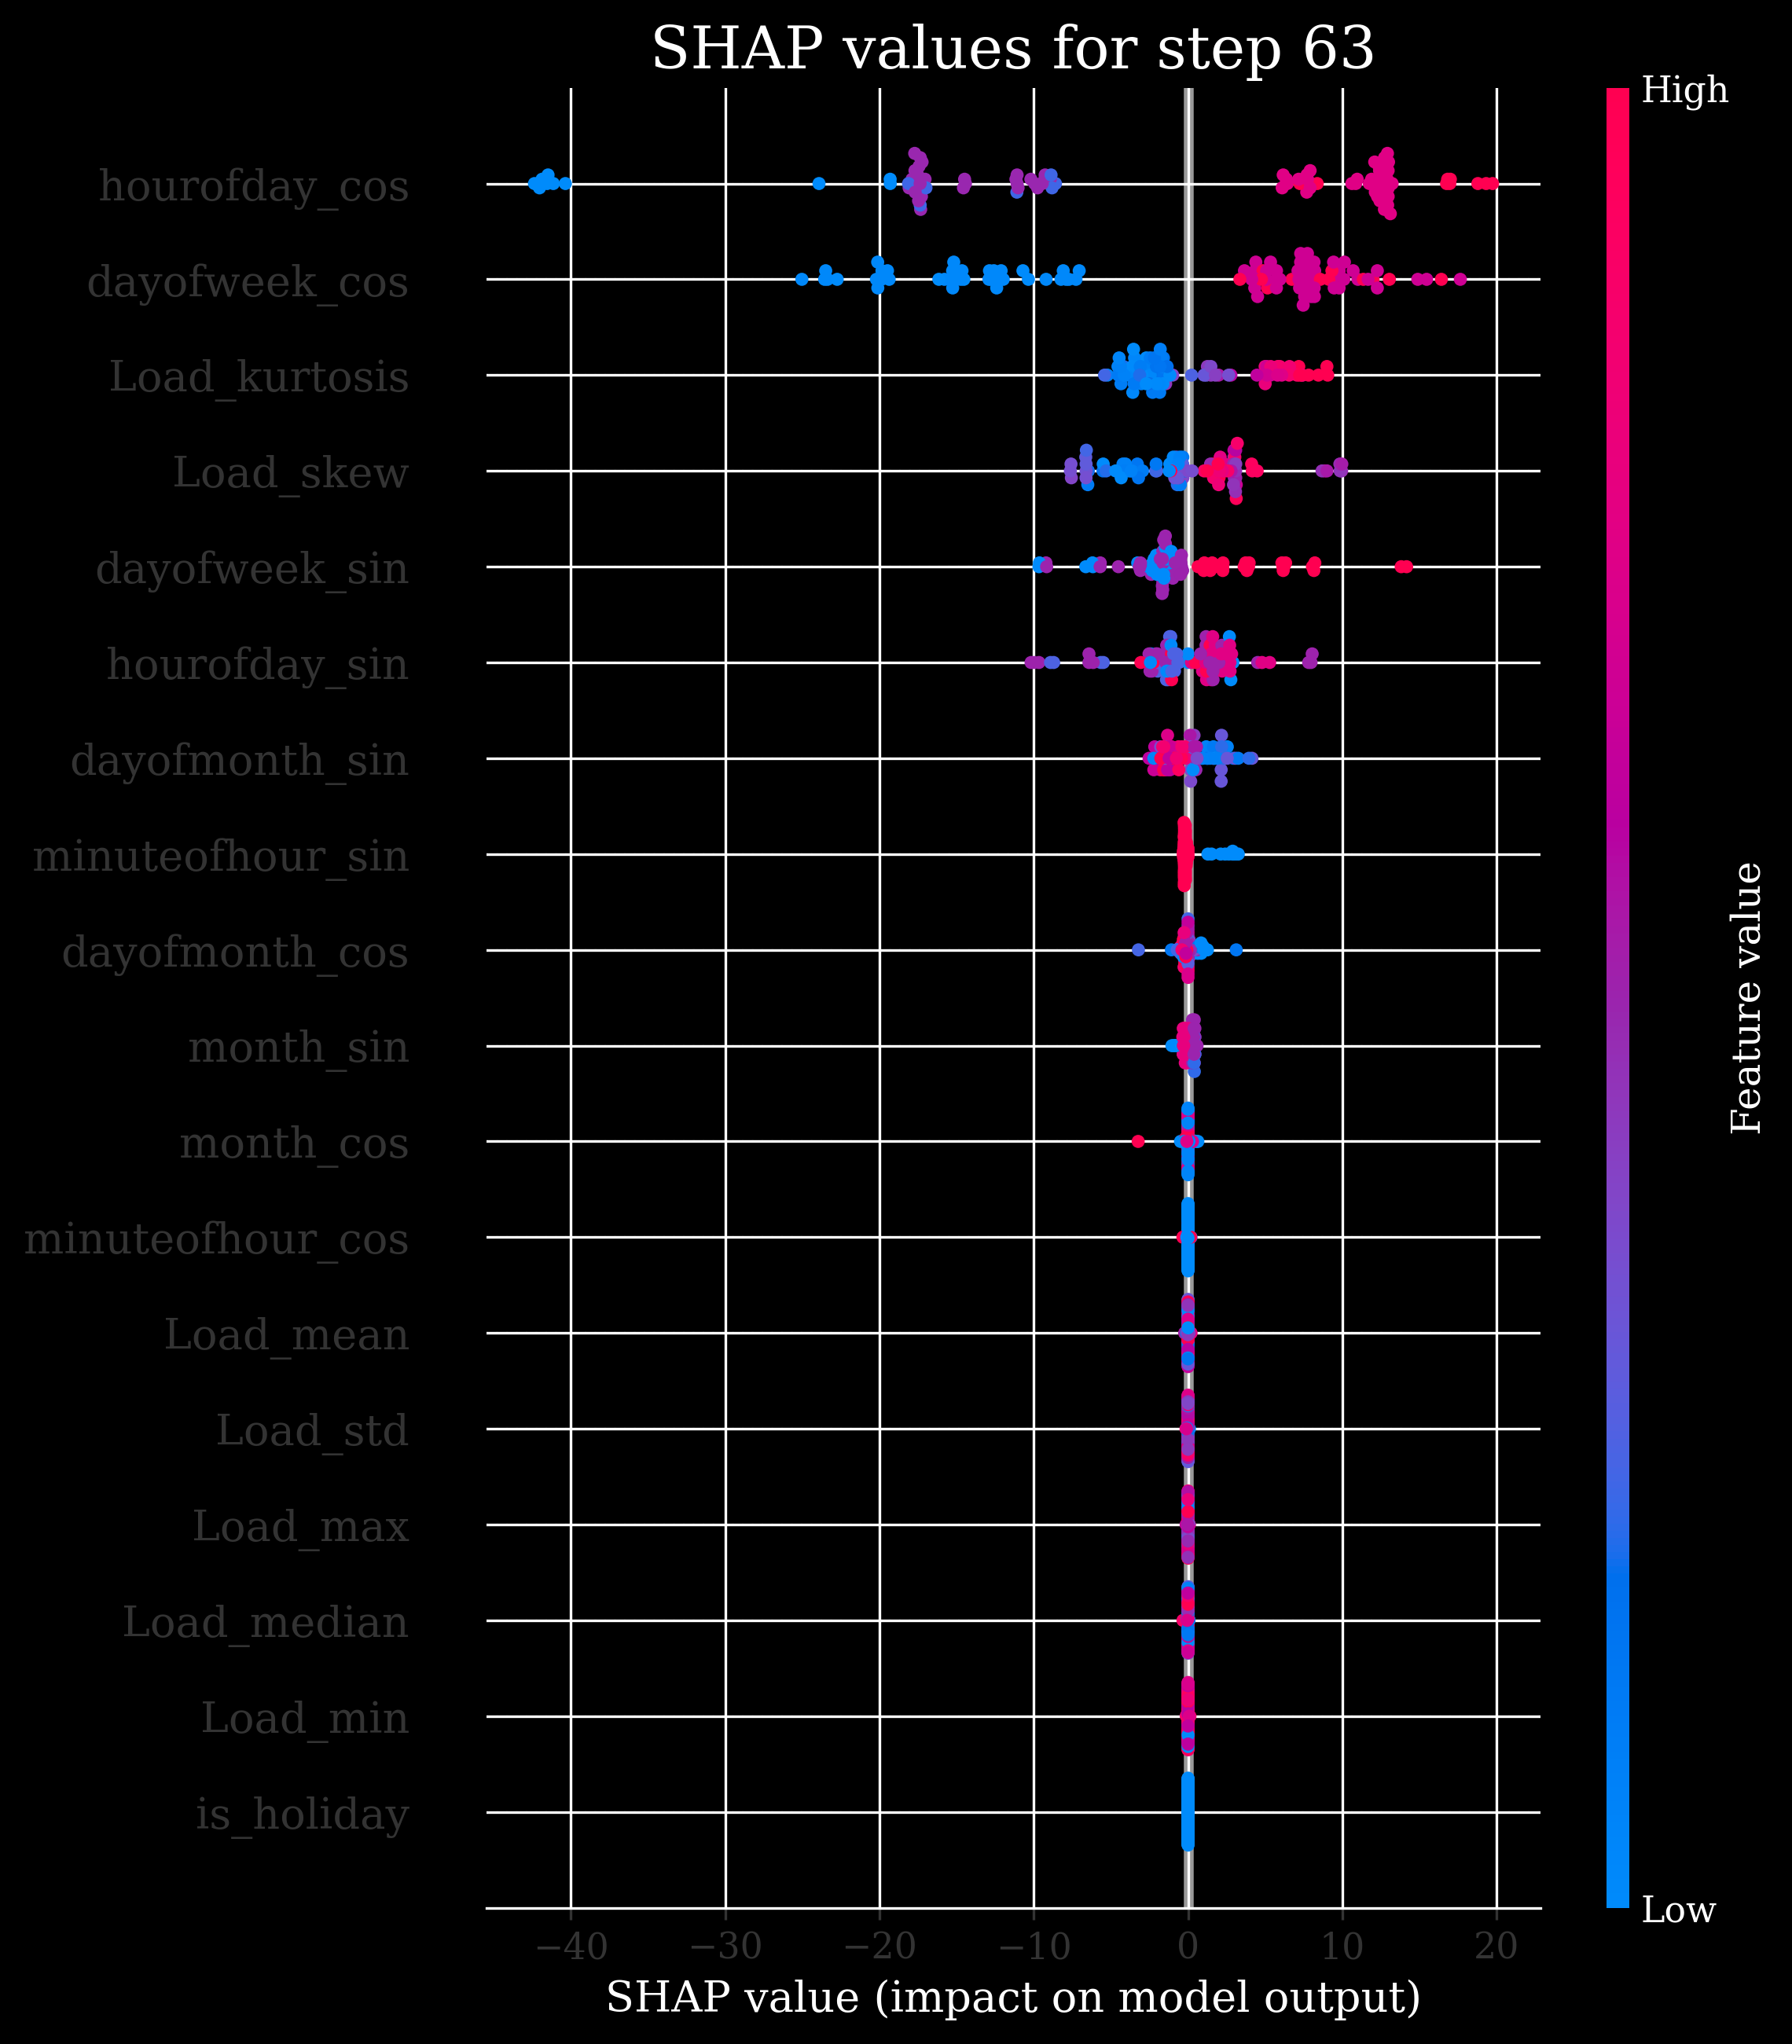 SHAP values for step 63
High
hourofday_cos
dayofweek_cos
Load_kurtosis
Load_skew
dayofweek_sin
hourofday_sin
dayofmonth_sin
minuteofhour_sin
dayofmonth_cos
month_sin
month_cos
minuteofhour_cos
Load_mean
Load_std
Load_max
Load_median
Load_min
is_holiday
Feature value
Low
−40 −30 −20 −10 0 10 20
SHAP value (impact on model output)